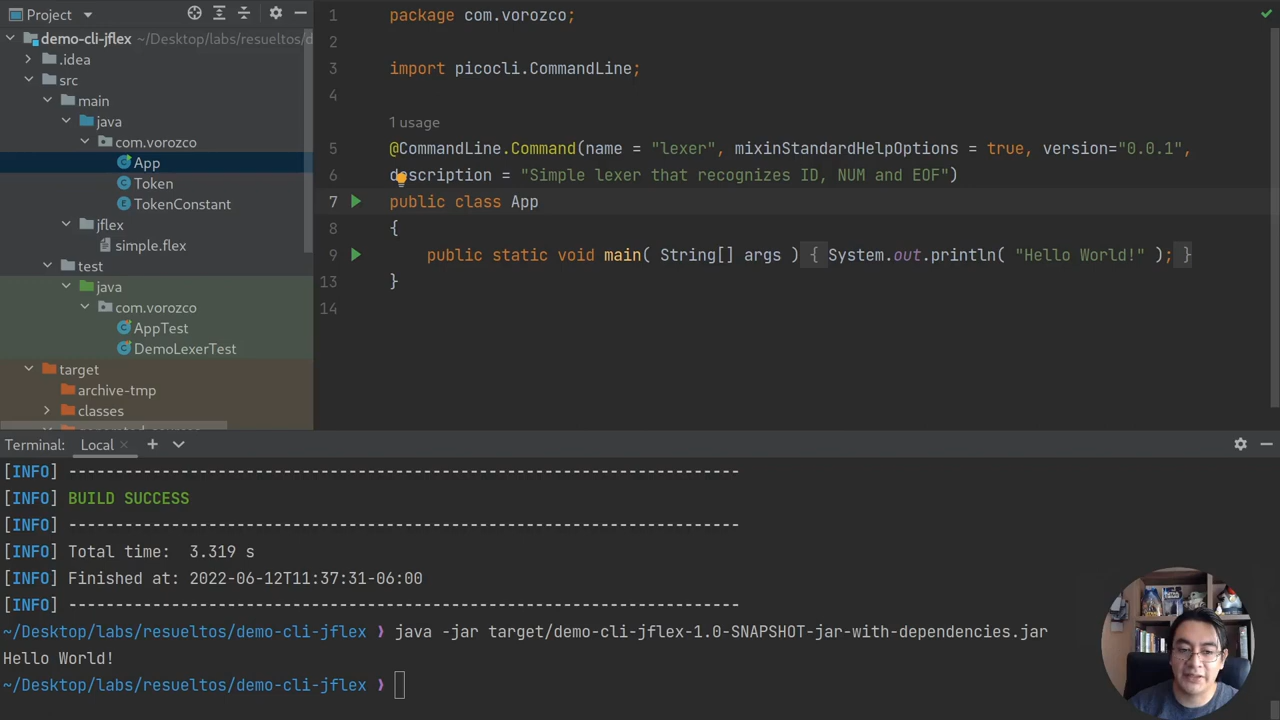 Project
demo-cli-jflex ~/Desktop/labs/resueltos/d
.idea
src
main
java
com.vorozco
App
Token
TokenConstant
jflex
simple.flex
test
java
com.vorozco
AppTest
DemoLexerTest
target
archive-tmp
classes
1 package com.vorozco;
2
3 import picocli.CommandLine;
4
1 usage
5 @CommandLine.Command(name = "lexer", mixinStandardHelpOptions = true, version="0.0.1",
6 description = "Simple lexer that recognizes ID, NUM and EOF")
7 public class App
8 {
9 public static void main( String[] args ) { System.out.println( "Hello World!" ); }
13 }
14
Terminal: Local
[INFO] ------------------------------------------------------------------------
[INFO] BUILD SUCCESS
[INFO] ------------------------------------------------------------------------
[INFO] Total time:  3.319 s
[INFO] Finished at: 2022-06-12T11:37:31-06:00
[INFO] ------------------------------------------------------------------------
~/Desktop/labs/resueltos/demo-cli-jflex ❯ java -jar target/demo-cli-jflex-1.0-SNAPSHOT-jar-with-dependencies.jar
Hello World!
~/Desktop/labs/resueltos/demo-cli-jflex ❯